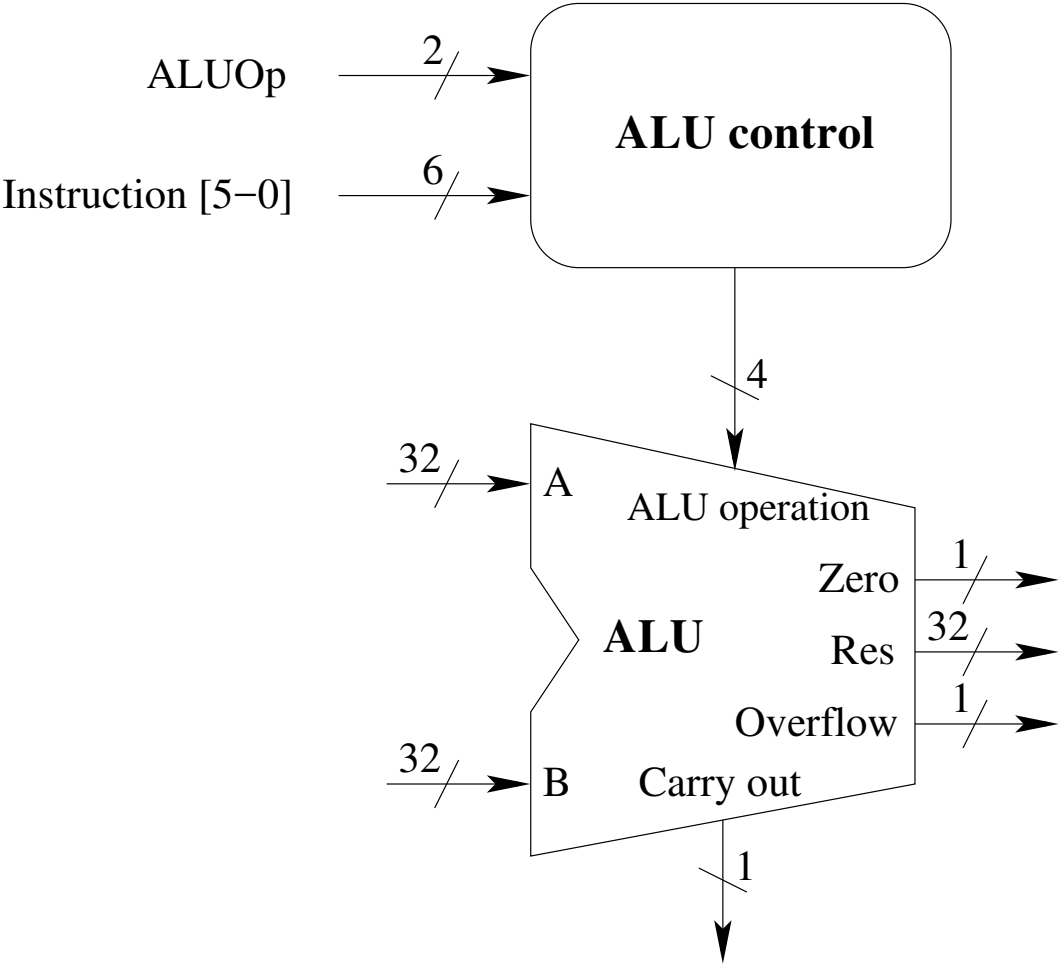 2
ALUOp
ALU control
6
Instruction [5−0]
4
32
A
ALU operation
1
Zero
32
ALU
Res
1
Overflow
32
B
Carry out
1